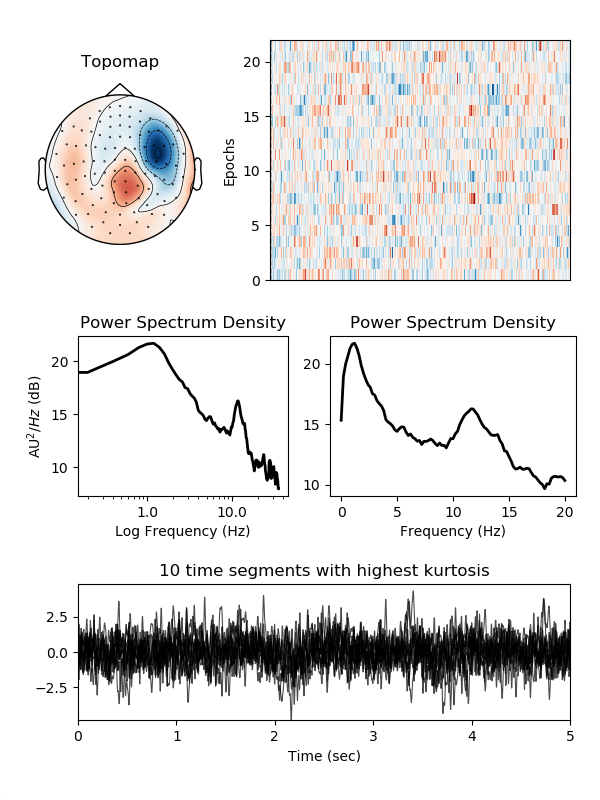 Topomap
Epochs
20
15
10
5
0
Power Spectrum Density
AU²/Hz (dB)
20
15
10
1.0 10.0
Log Frequency (Hz)
Power Spectrum Density
20
15
10
0 5 10 15 20
Frequency (Hz)
10 time segments with highest kurtosis
2.5
0.0
−2.5
0 1 2 3 4 5
Time (sec)